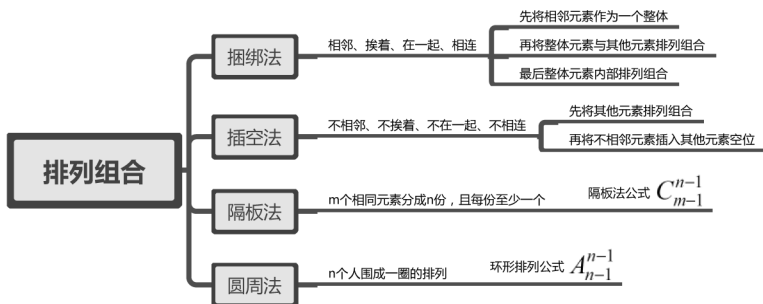 排列组合
捆绑法
相邻、挨着、在一起、相连
先将相邻元素作为一个整体
再将整体元素与其他元素排列组合
最后整体元素内部排列组合
插空法
不相邻、不挨着、不在一起、不相连
先将其他元素排列组合
再将不相邻元素插入其他元素空位
隔板法
m个相同元素分成n份，且每份至少一个
隔板法公式 C_{m-1}^{n-1}
圆周法
n个人围成一圈的排列
环形排列公式 A_{n-1}^{n-1}